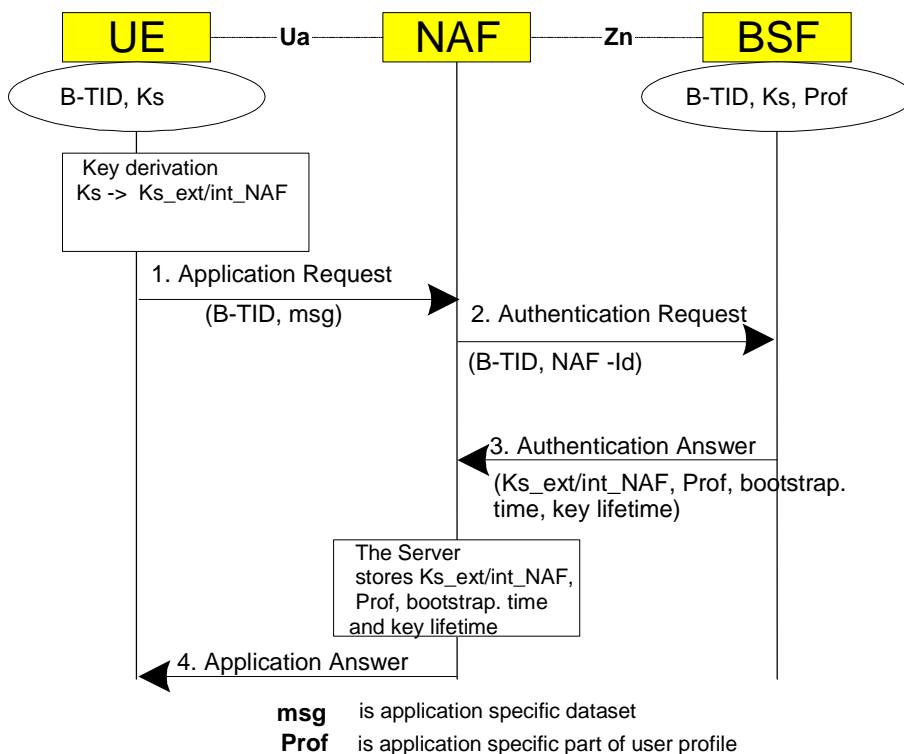 UE Ua NAF Zn BSF
B-TID, Ks
B-TID, Ks, Prof
Key derivation
Ks -> Ks_ext/int_NAF
1. Application Request
(B-TID, msg)
2. Authentication Request
(B-TID, NAF -Id)
3. Authentication Answer
(Ks_ext/int_NAF, Prof, bootstrap.
time, key lifetime)
The Server
stores Ks_ext/int_NAF,
Prof, bootstrap. time
and key lifetime
4. Application Answer
msg is application specific dataset
Prof is application specific part of user profile